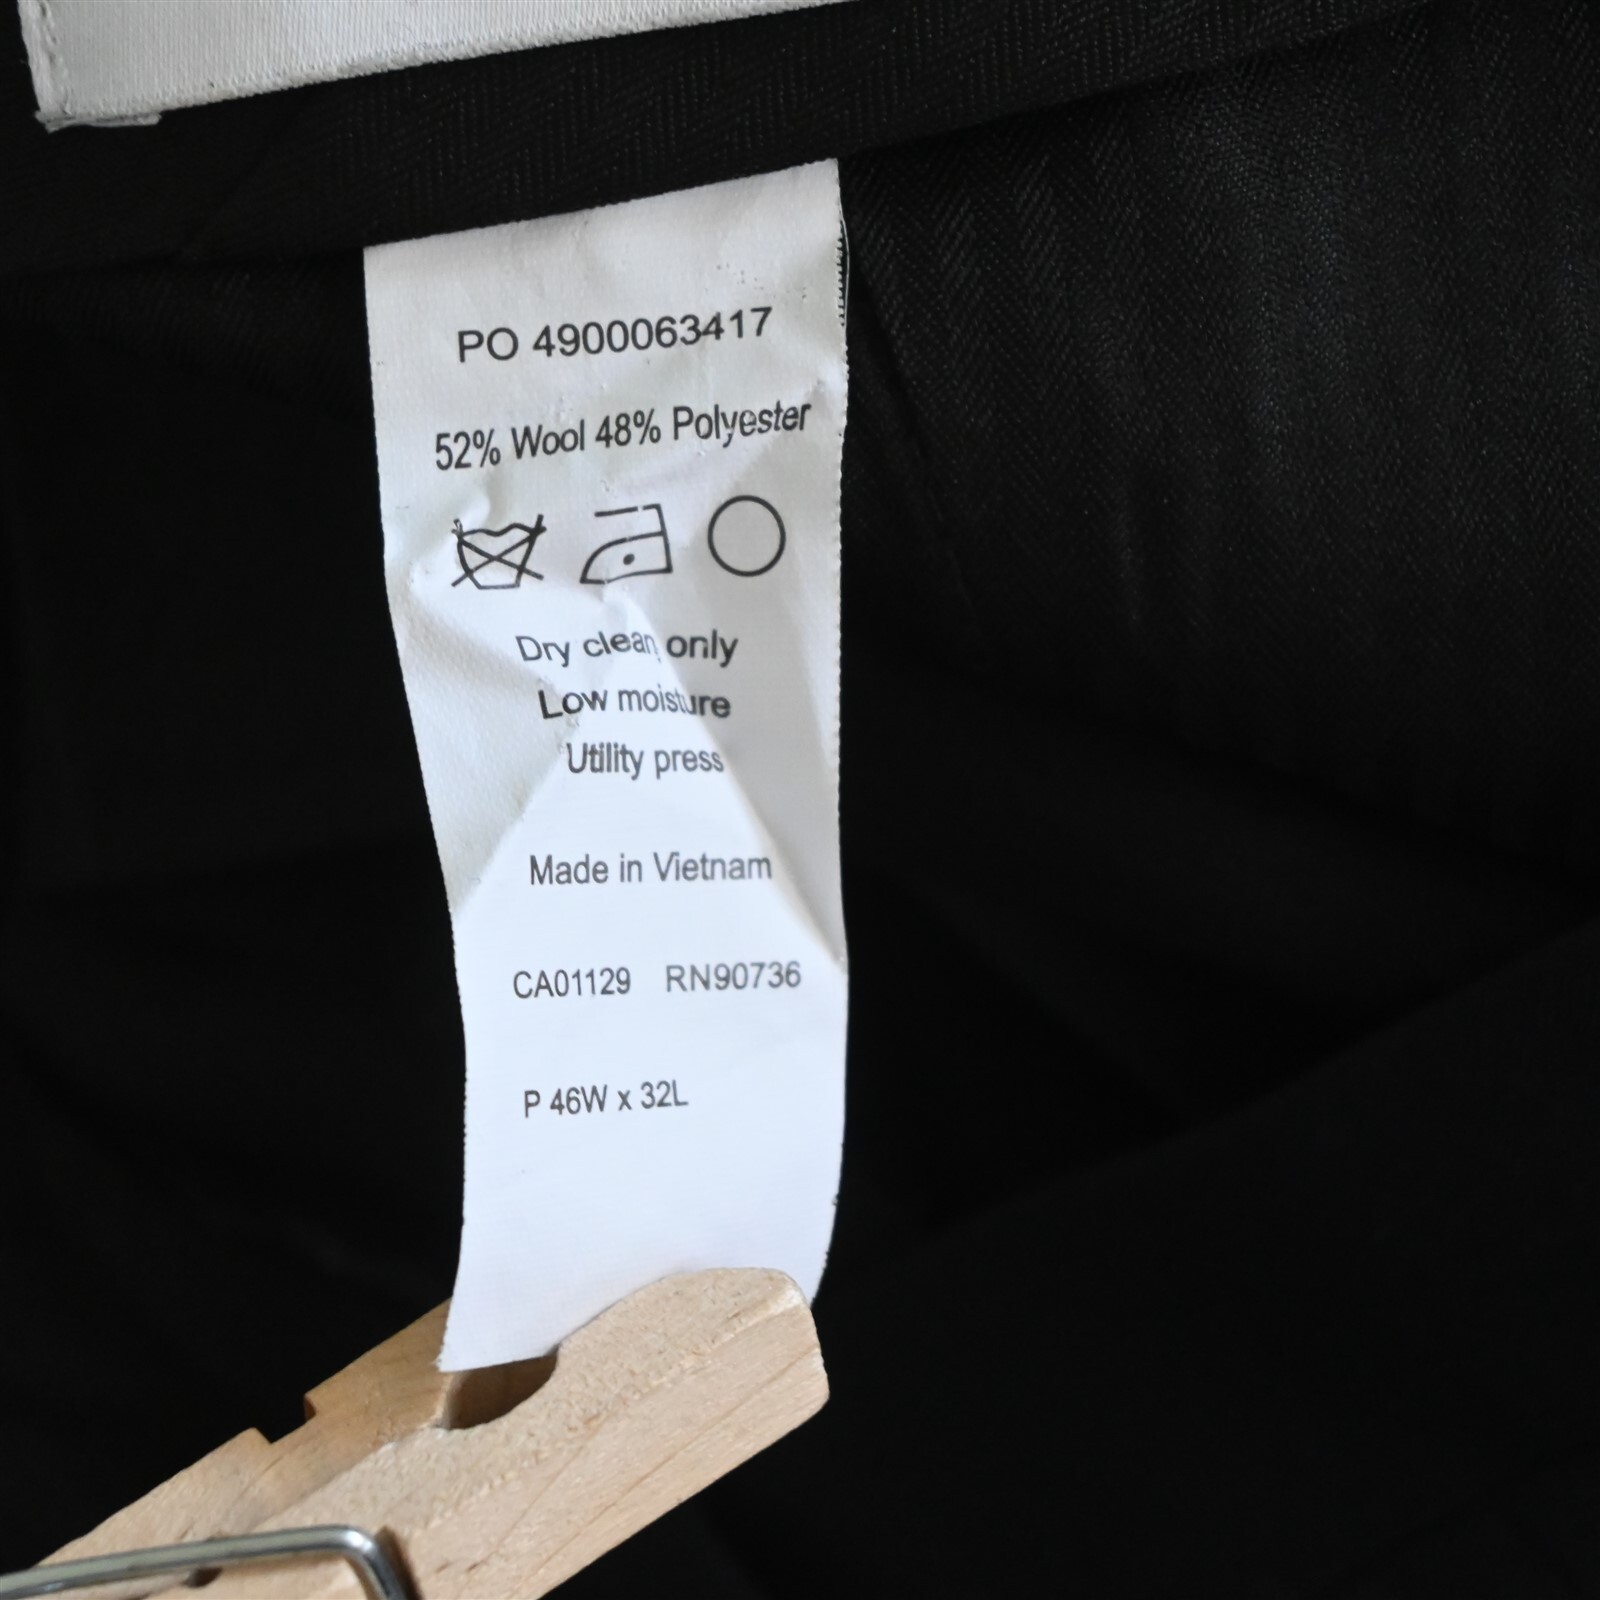 PO 4900063417
52% Wool 48% Polyester
Dry clean only
Low moisture
Utility press
Made in Vietnam
CA01129 RN90736
P 46W x 32L